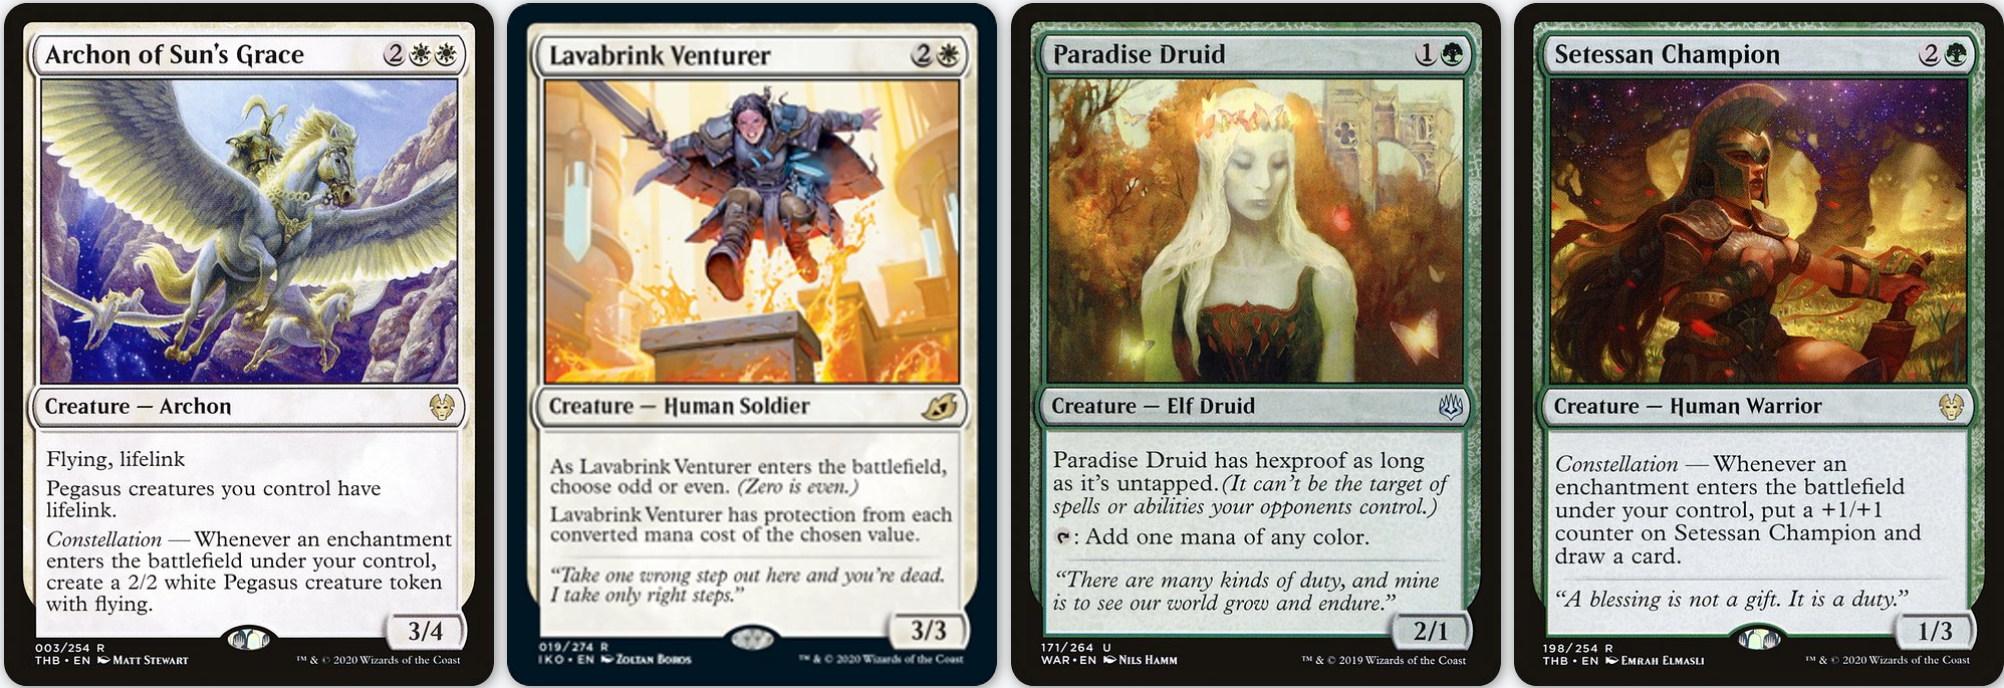 Archon of Sun's Grace 2
Creature — Archon
Flying, lifelink
Pegasus creatures you control have
lifelink.
Constellation — Whenever an enchantment
enters the battlefield under your control,
create a 2/2 white Pegasus creature token
with flying.
3/4
003/254 R
THB • EN Matt Stewart
™ & © 2020 Wizards of the Coast
Lavabrink Venturer 2
Creature — Human Soldier
As Lavabrink Venturer enters the battlefield,
choose odd or even. (Zero is even.)
Lavabrink Venturer has protection from each
converted mana cost of the chosen value.
“Take one wrong step out here and you're dead.
I take only right steps.”
3/3
019/274 R
IKO • EN Zoltan Boros
™ & © 2020 Wizards of the Coast
Paradise Druid 1
Creature — Elf Druid
Paradise Druid has hexproof as long
as it's untapped. (It can't be the target of
spells or abilities your opponents control.)
: Add one mana of any color.
“There are many kinds of duty, and mine
is to see our world grow and endure.”
2/1
171/264 U
WAR • EN Nils Hamm
™ & © 2019 Wizards of the Coast
Setessan Champion 2
Creature — Human Warrior
Constellation — Whenever an
enchantment enters the battlefield
under your control, put a +1/+1
counter on Setessan Champion and
draw a card.
“A blessing is not a gift. It is a duty.”
1/3
198/254 R
THB • EN Emrah Elmasli
™ & © 2020 Wizards of the Coast